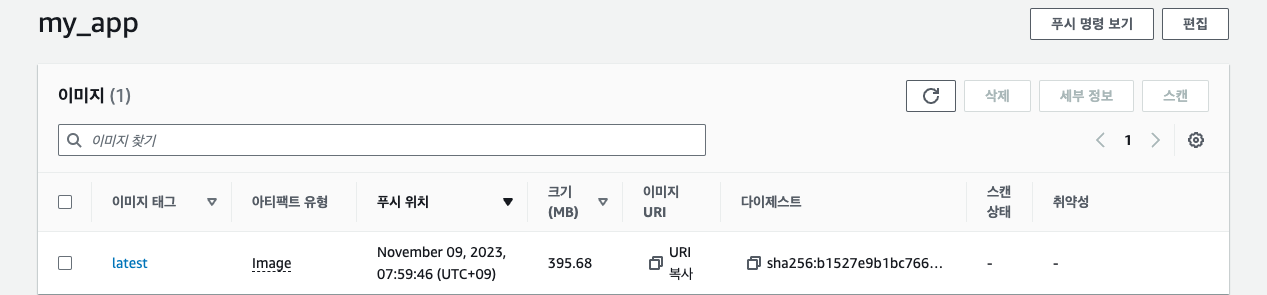 my_app
푸시 명령 보기
편집
이미지 (1)
삭제
세부 정보
스캔
이미지 찾기
1
이미지 태그
아티팩트 유형
푸시 위치
크기
(MB)
이미지
URI
다이제스트
스캔
상태
취약성
latest
Image
November 09, 2023,
07:59:46 (UTC+09)
395.68
URI
복사
sha256:b1527e9b1bc766...
-
-